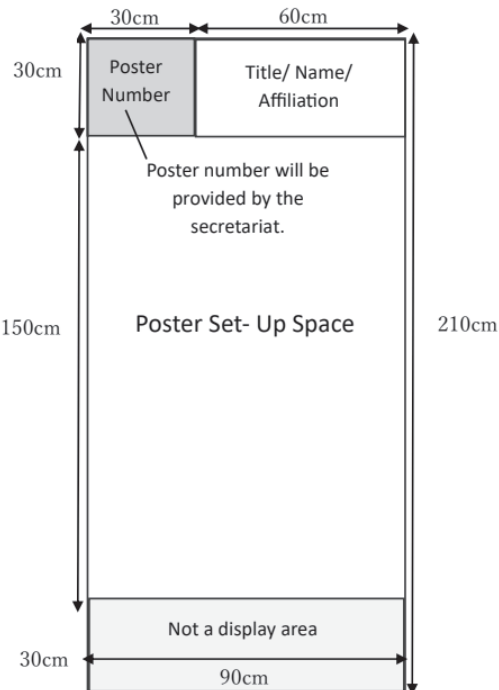 30cm
60cm
30cm
Poster
Number
Title/ Name/
Affiliation
Poster number will be
provided by the
secretariat.
150cm
Poster Set- Up Space
210cm
Not a display area
30cm
90cm